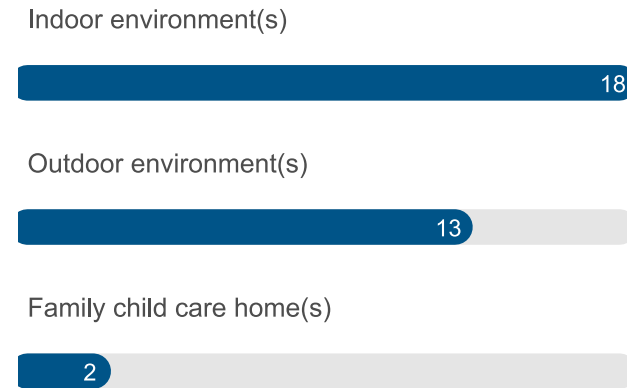 Indoor environment(s)
18
Outdoor environment(s)
13
Family child care home(s)
2